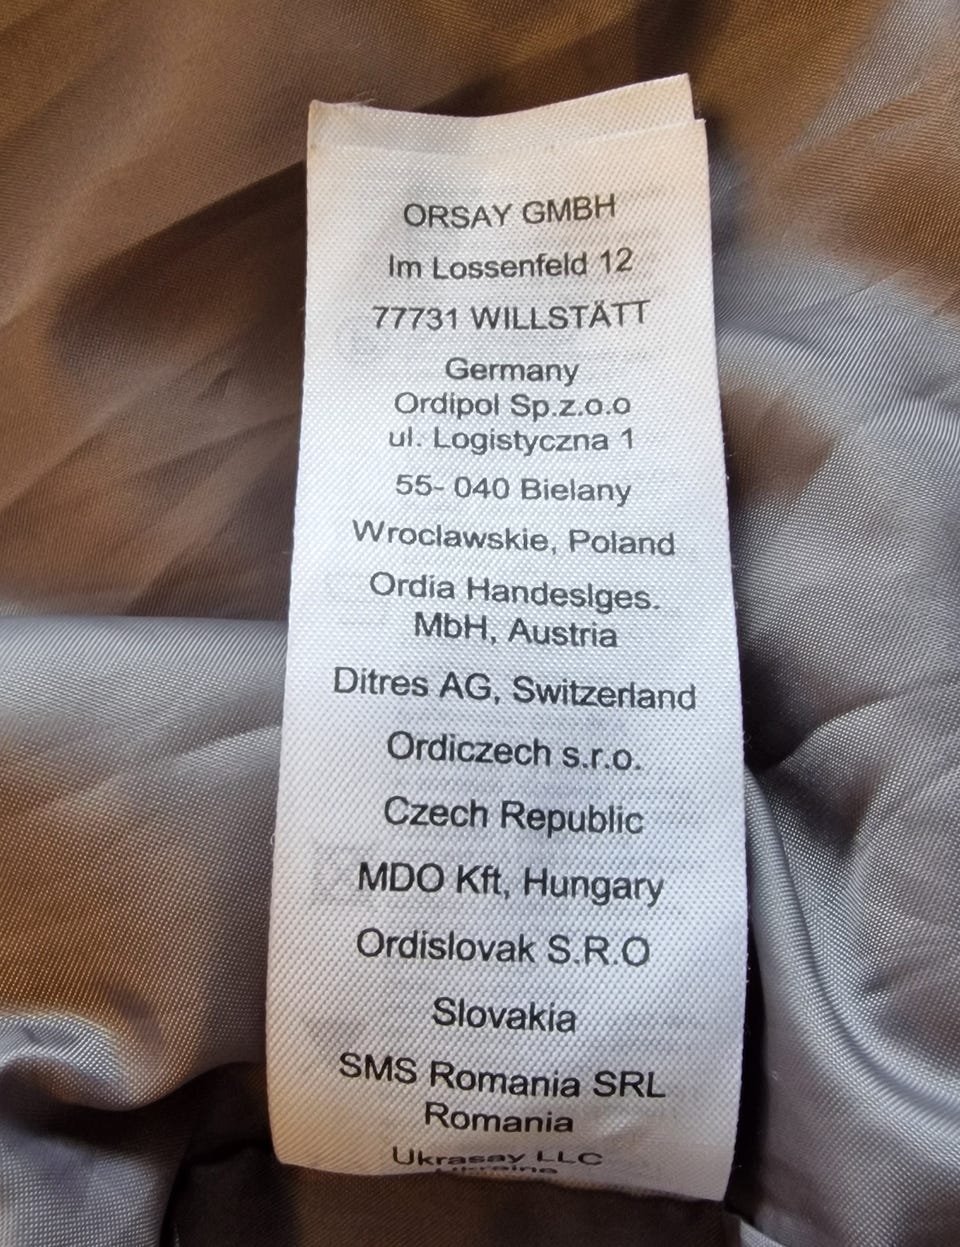 ORSAY GMBH
Im Lossenfeld 12
77731 WILLSTÄTT
Germany
Ordipol Sp.z.o.o
ul. Logistyczna 1
55- 040 Bielany
Wroclawskie, Poland
Ordia Handeslges.
MbH, Austria
Ditres AG, Switzerland
Ordiczech s.r.o.
Czech Republic
MDO Kft, Hungary
Ordislovak S.R.O
Slovakia
SMS Romania SRL
Romania
Ukrasay LLC
Ukraine